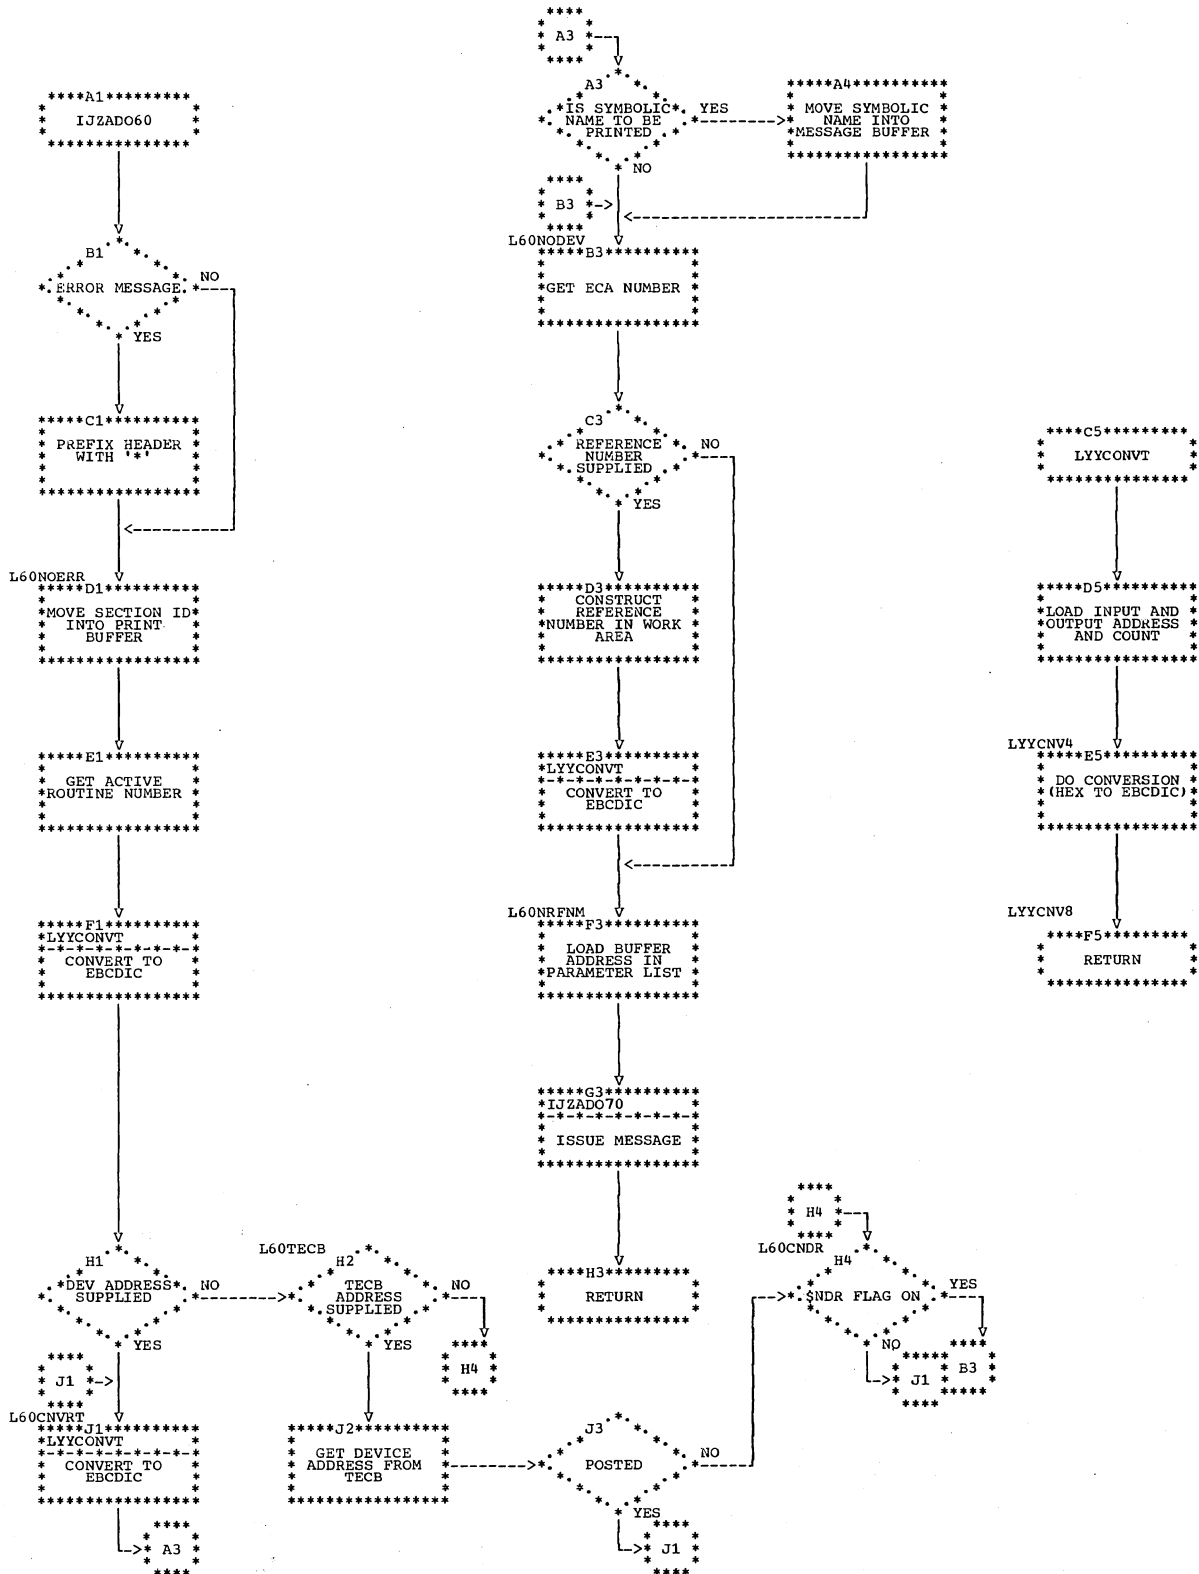 A1
IJZADO60
B1
ERROR MESSAGE
NO
YES
C1
PREFIX HEADER
WITH '*'
L60NOERR
D1
MOVE SECTION ID
INTO PRINT
BUFFER
E1
GET ACTIVE
ROUTINE NUMBER
F1
LYYCONVT
CONVERT TO
EBCDIC
H1
DEV ADDRESS
SUPPLIED
NO
YES
J1
L60CNVRT
J1
LYYCONVT
CONVERT TO
EBCDIC
A3
L60TECB
H2
TECB
ADDRESS
SUPPLIED
NO
YES
H4
J2
GET DEVICE
ADDRESS FROM
TECB
A3
A3
IS SYMBOLIC
NAME TO BE
PRINTED
YES
NO
A4
MOVE SYMBOLIC
NAME INTO
MESSAGE BUFFER
B3
L60NODEV
B3
GET ECA NUMBER
C3
REFERENCE
NUMBER
SUPPLIED
NO
YES
D3
CONSTRUCT
REFERENCE
NUMBER IN WORK
AREA
E3
LYYCONVT
CONVERT TO
EBCDIC
L60NRFNM
F3
LOAD BUFFER
ADDRESS IN
PARAMETER LIST
G3
IJZADO70
ISSUE MESSAGE
H3
RETURN
J3
POSTED
NO
YES
J1
H4
L60CNDR
H4
$NDR FLAG ON
YES
NO
J1
B3
C5
LYYCONVT
D5
LOAD INPUT AND
OUTPUT ADDRESS
AND COUNT
LYYCNV4
E5
DO CONVERSION
(HEX TO EBCDIC)
LYYCNV8
F5
RETURN